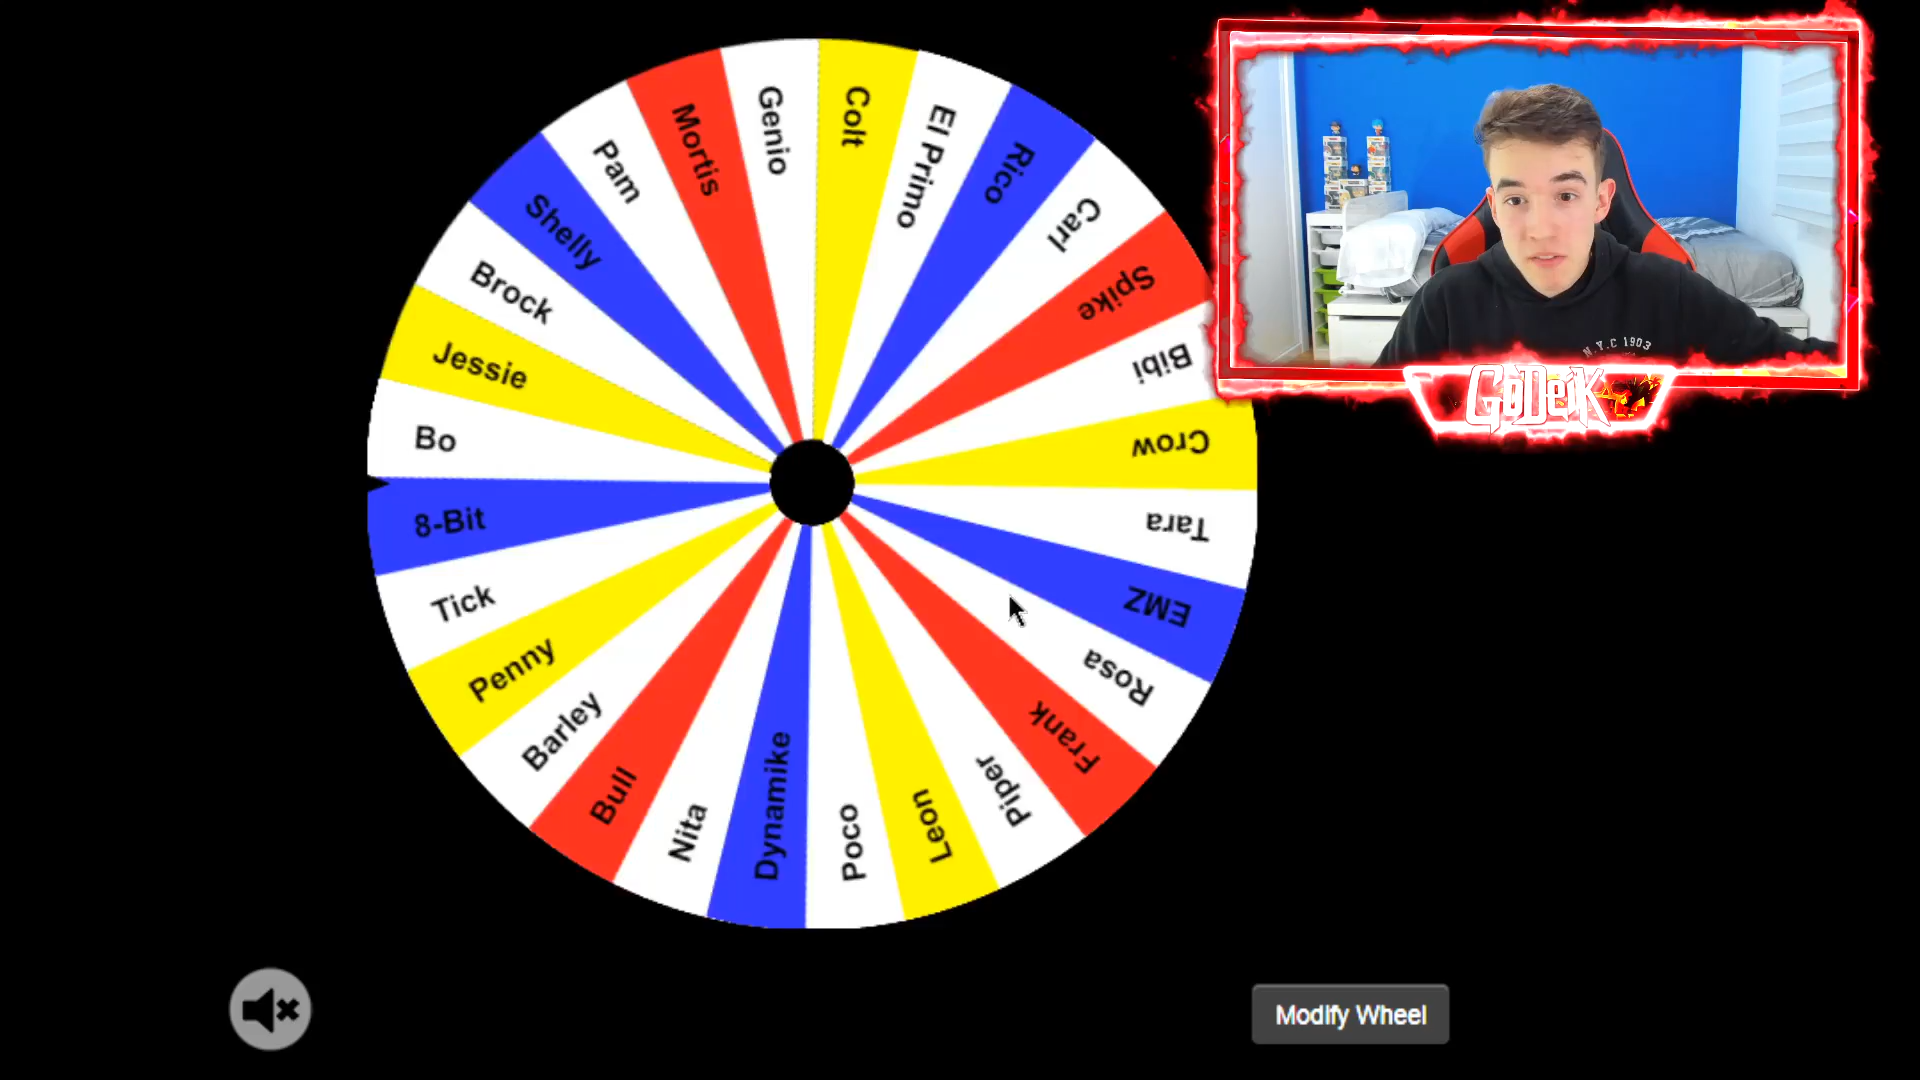 Colt
El Primo
Rico
Carl
Spike
Bibi
Crow
Tara
EMZ
Rosa
Frank
Piper
Leon
Poco
Dynamike
Nita
Bull
Barley
Penny
Tick
8-Bit
Bo
Jessie
Brock
Shelly
Pam
Mortis
Genio
N.Y.C 1903
GoDeiK
Modify Wheel